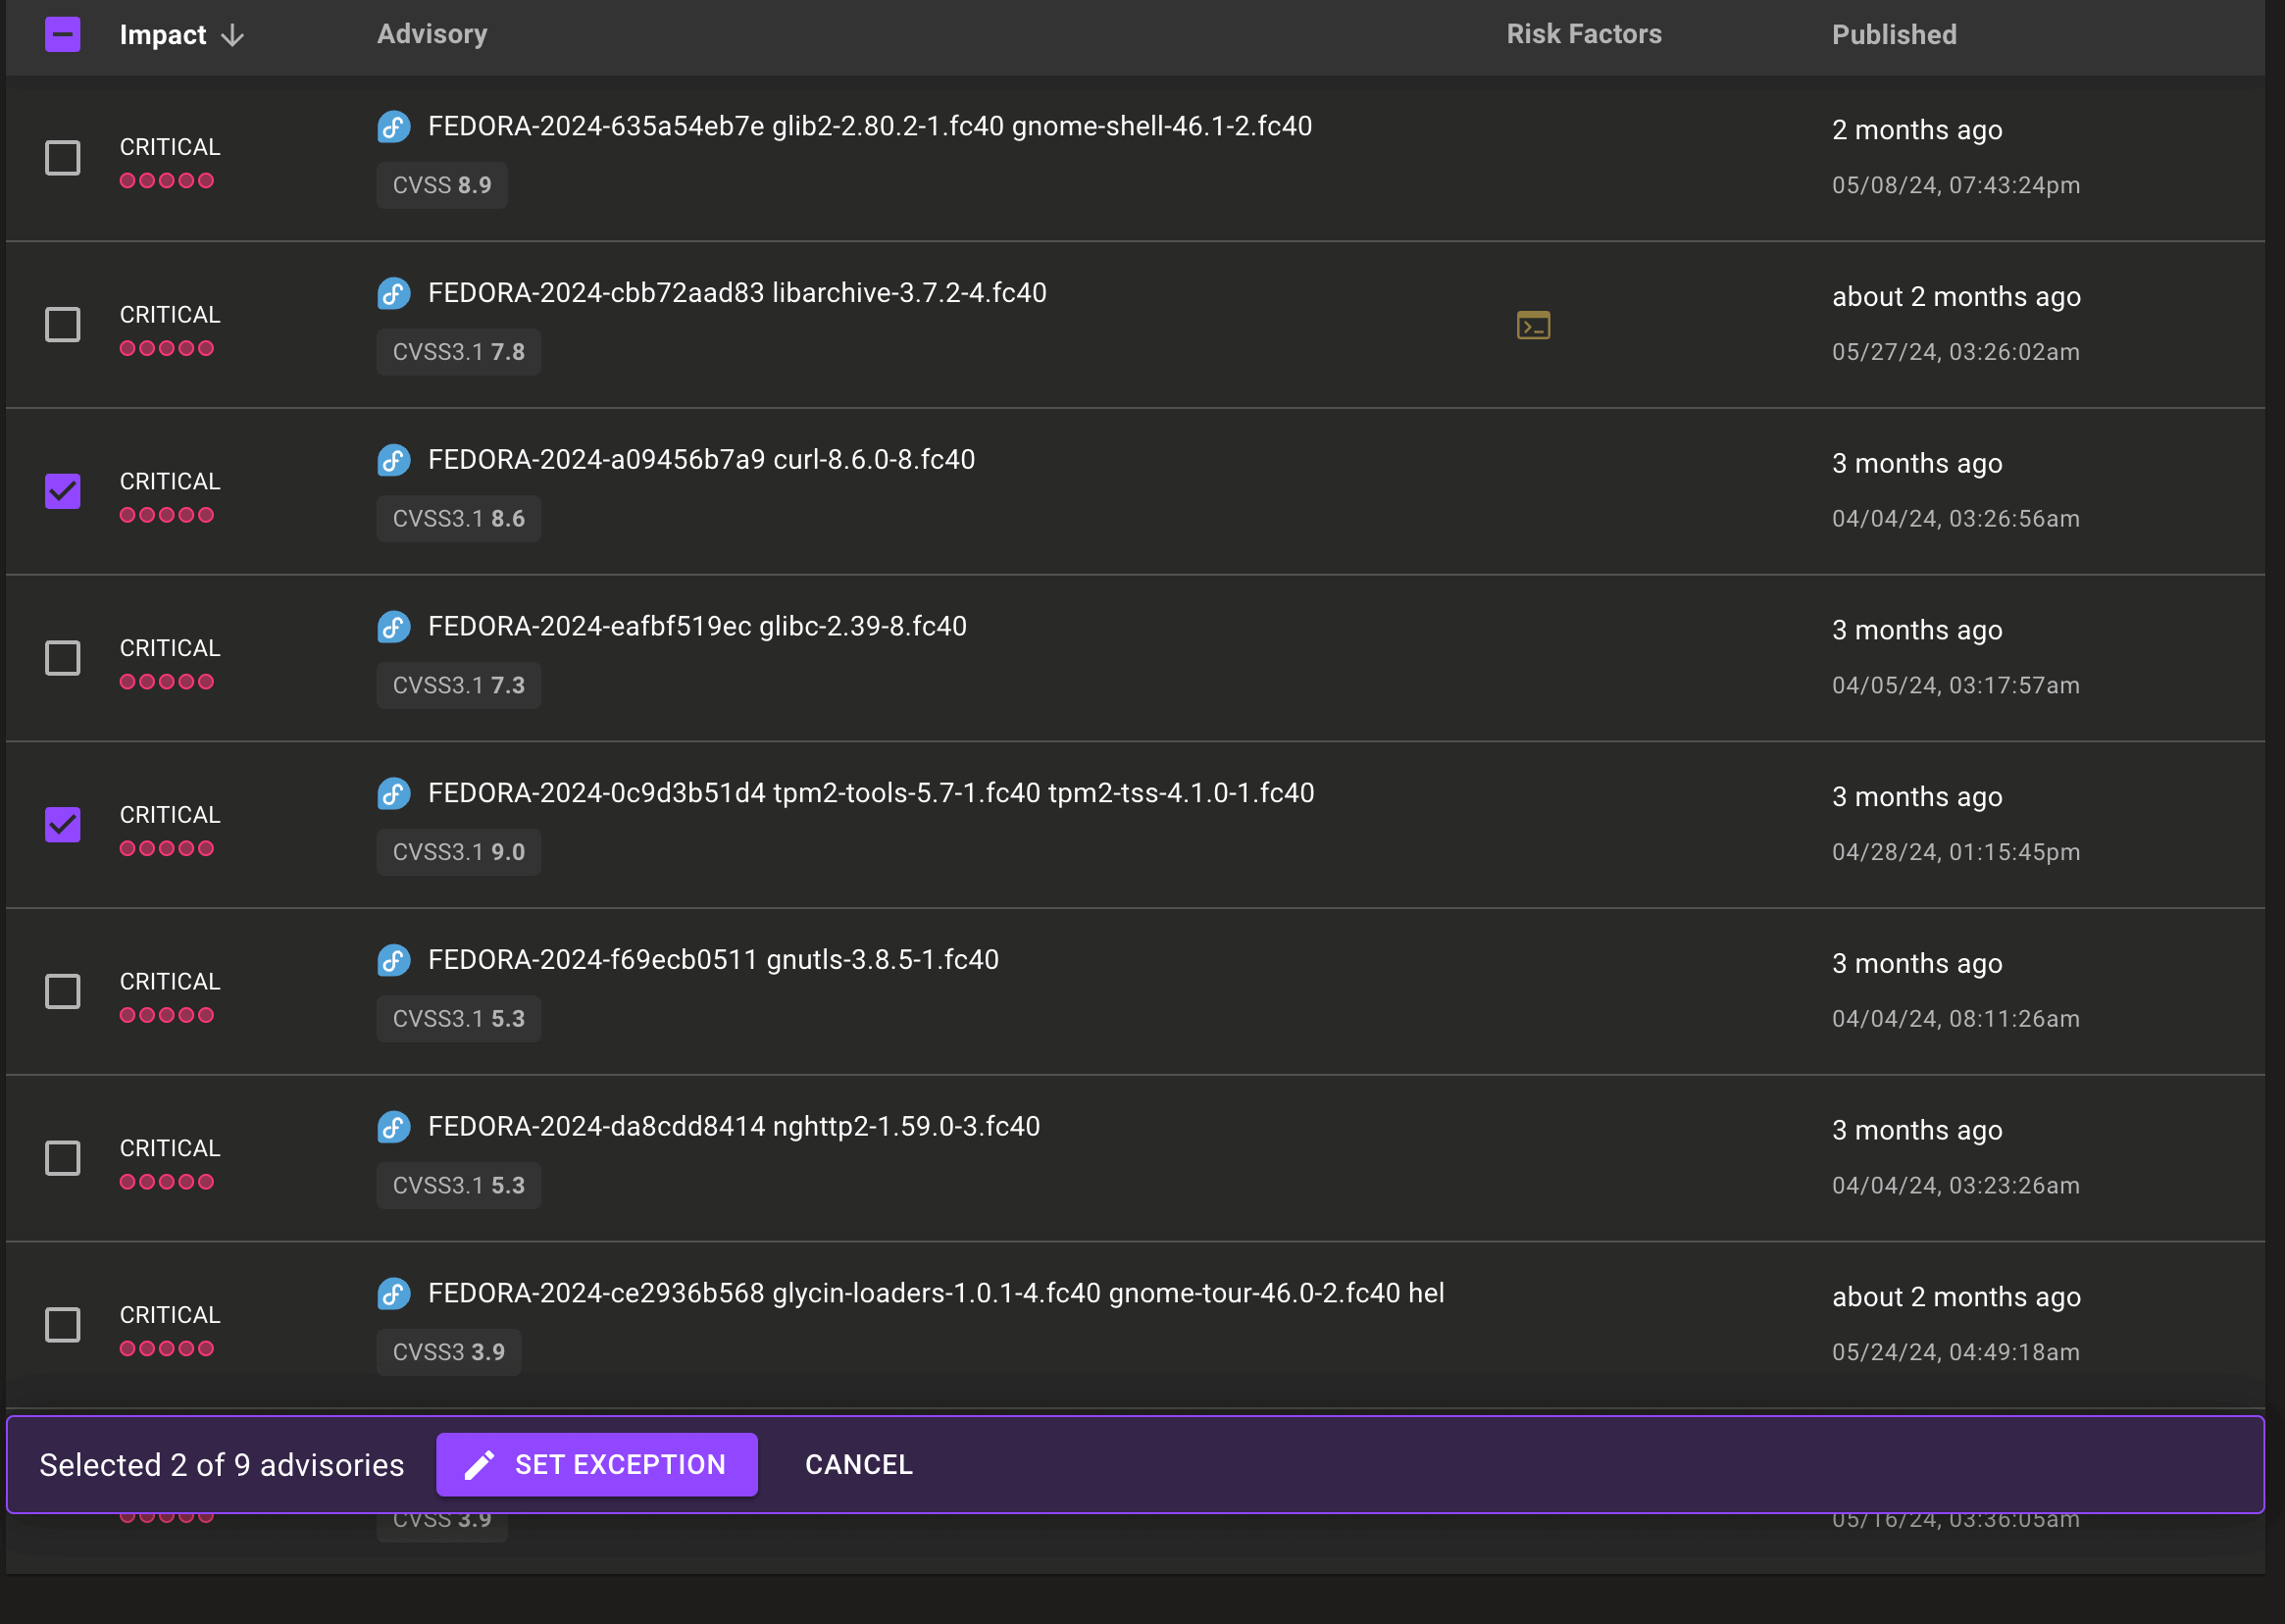 Impact Advisory Risk Factors Published
CRITICAL
FEDORA-2024-635a54eb7e glib2-2.80.2-1.fc40 gnome-shell-46.1-2.fc40
CVSS 8.9
2 months ago
05/08/24, 07:43:24pm
CRITICAL
FEDORA-2024-cbb72aad83 libarchive-3.7.2-4.fc40
CVSS3.1 7.8
about 2 months ago
05/27/24, 03:26:02am
CRITICAL
FEDORA-2024-a09456b7a9 curl-8.6.0-8.fc40
CVSS3.1 8.6
3 months ago
04/04/24, 03:26:56am
CRITICAL
FEDORA-2024-eafbf519ec glibc-2.39-8.fc40
CVSS3.1 7.3
3 months ago
04/05/24, 03:17:57am
CRITICAL
FEDORA-2024-0c9d3b51d4 tpm2-tools-5.7-1.fc40 tpm2-tss-4.1.0-1.fc40
CVSS3.1 9.0
3 months ago
04/28/24, 01:15:45pm
CRITICAL
FEDORA-2024-f69ecb0511 gnutls-3.8.5-1.fc40
CVSS3.1 5.3
3 months ago
04/04/24, 08:11:26am
CRITICAL
FEDORA-2024-da8cdd8414 nghttp2-1.59.0-3.fc40
CVSS3.1 5.3
3 months ago
04/04/24, 03:23:26am
CRITICAL
FEDORA-2024-ce2936b568 glycin-loaders-1.0.1-4.fc40 gnome-tour-46.0-2.fc40 hel
CVSS3 3.9
about 2 months ago
05/24/24, 04:49:18am
Selected 2 of 9 advisories SET EXCEPTION CANCEL
CVSS 3.9
05/16/24, 03:36:05am